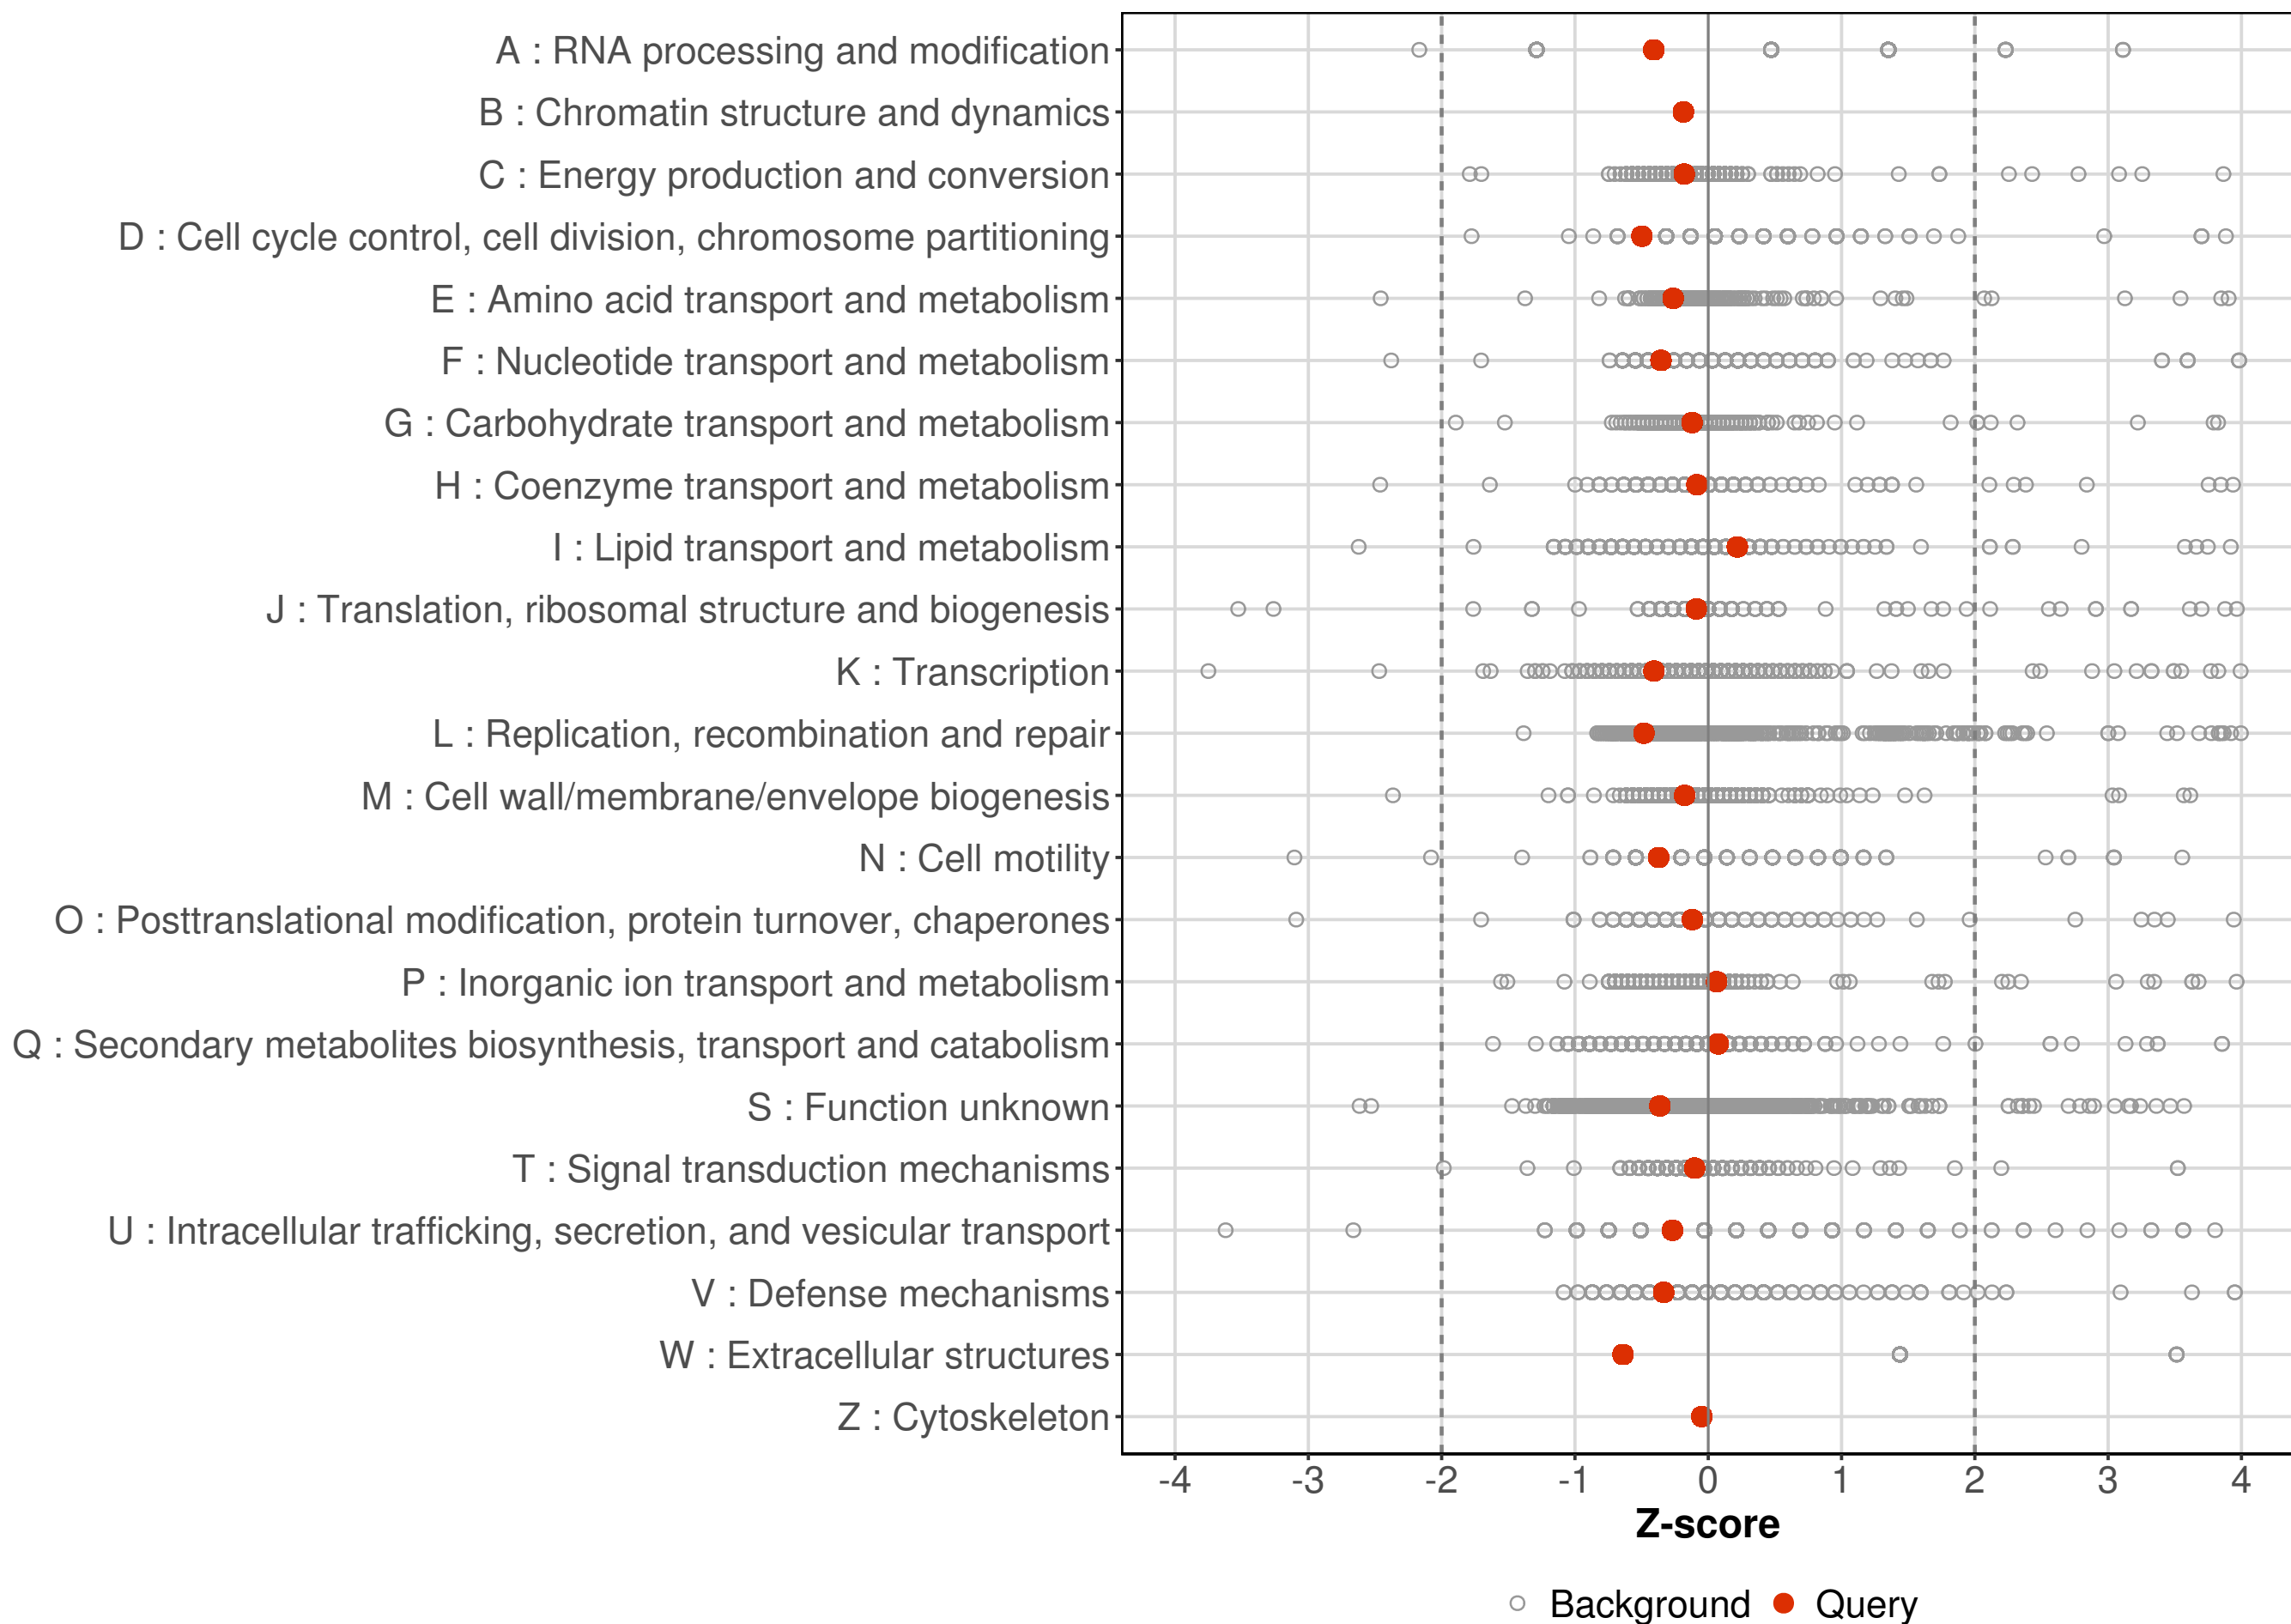 A : RNA processing and modification
B : Chromatin structure and dynamics
C : Energy production and conversion
D : Cell cycle control, cell division, chromosome partitioning
E : Amino acid transport and metabolism
F : Nucleotide transport and metabolism
G : Carbohydrate transport and metabolism
H : Coenzyme transport and metabolism
I : Lipid transport and metabolism
J : Translation, ribosomal structure and biogenesis
K : Transcription
L : Replication, recombination and repair
M : Cell wall/membrane/envelope biogenesis
N : Cell motility
O : Posttranslational modification, protein turnover, chaperones
P : Inorganic ion transport and metabolism
Q : Secondary metabolites biosynthesis, transport and catabolism
S : Function unknown
T : Signal transduction mechanisms
U : Intracellular trafficking, secretion, and vesicular transport
V : Defense mechanisms
W : Extracellular structures
Z : Cytoskeleton
-4 -3 -2 -1 0 1 2 3 4
Z-score
Background Query